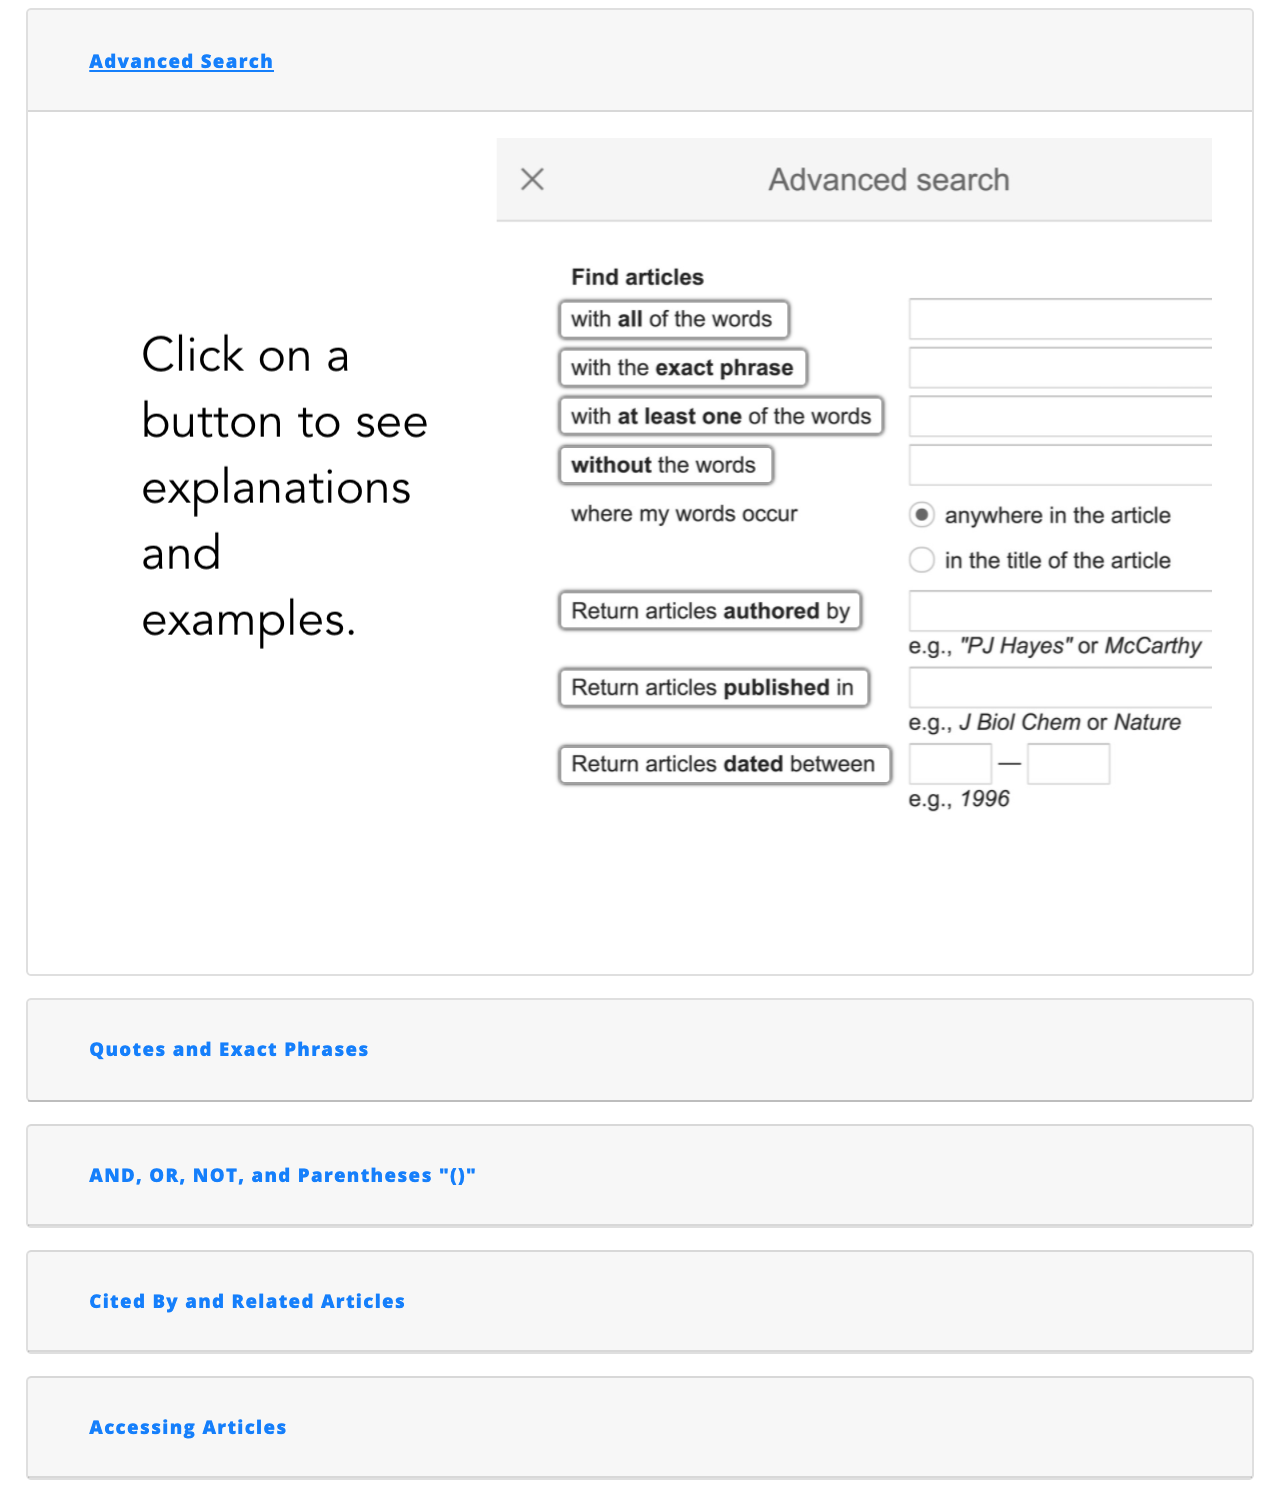 Advanced Search
Advanced search
Click on a
button to see
explanations
and
examples.
Find articles
with all of the words
with the exact phrase
with at least one of the words
without the words
where my words occur
anywhere in the article
in the title of the article
Return articles authored by
e.g., "PJ Hayes" or McCarthy
Return articles published in
e.g., J Biol Chem or Nature
Return articles dated between
—
e.g., 1996
Quotes and Exact Phrases
AND, OR, NOT, and Parentheses "()"
Cited By and Related Articles
Accessing Articles